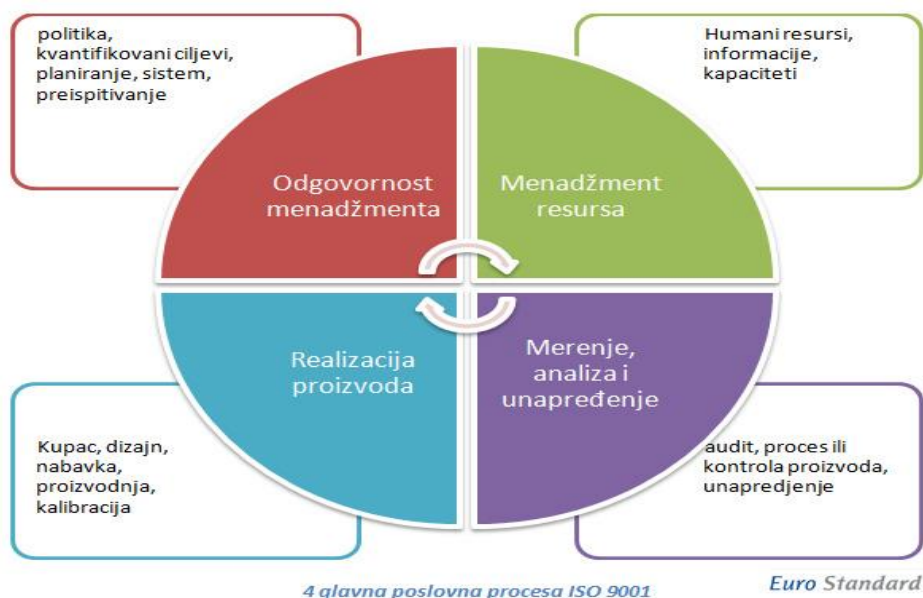 politika,
kvantifikovani ciljevi,
planiranje, sistem,
preispitivanje
Humani resursi,
informacije,
kapaciteti
Odgovornost
menadžmenta
Menadžment
resursa
Realizacija
proizvoda
Merenje,
analiza i
unapređenje
Kupac, dizajn,
nabavka,
proizvodnja,
kalibracija
audit, proces ili
kontrola proizvoda,
unapredjenje
4 glavna poslovna procesa ISO 9001
Euro Standard